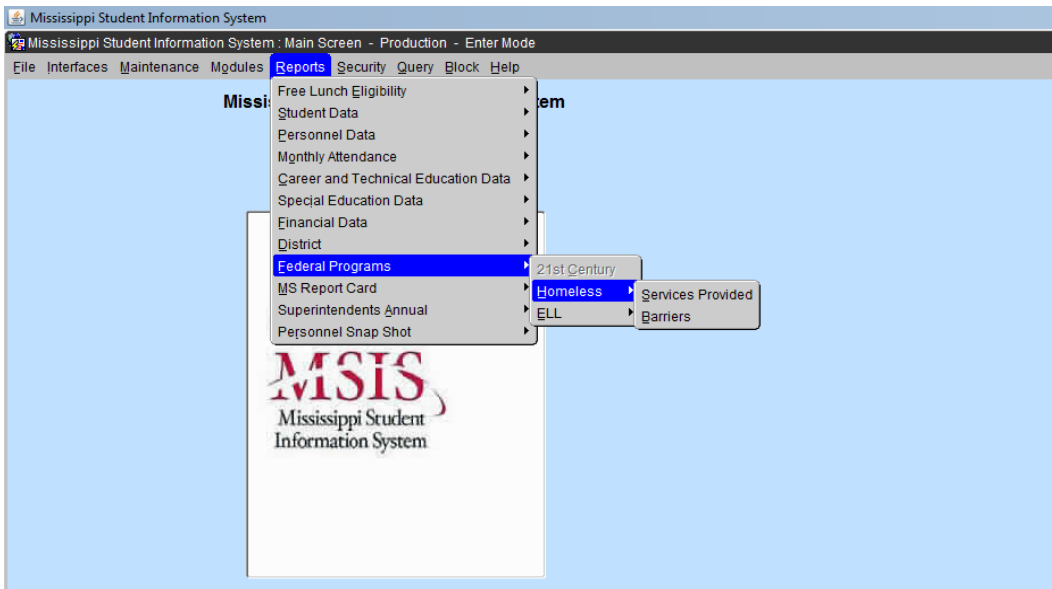 Mississippi Student Information System
Mississippi Student Information System : Main Screen - Production - Enter Mode
File Interfaces Maintenance Modules Reports Security Query Block Help
Missi
em
Free Lunch Eligibility
Student Data
Personnel Data
Monthly Attendance
Career and Technical Education Data
Special Education Data
Financial Data
District
Federal Programs
MS Report Card
Superintendents Annual
Personnel Snap Shot
21st Century
Homeless
ELL
Services Provided
Barriers
MSIS
Mississippi Student
Information System